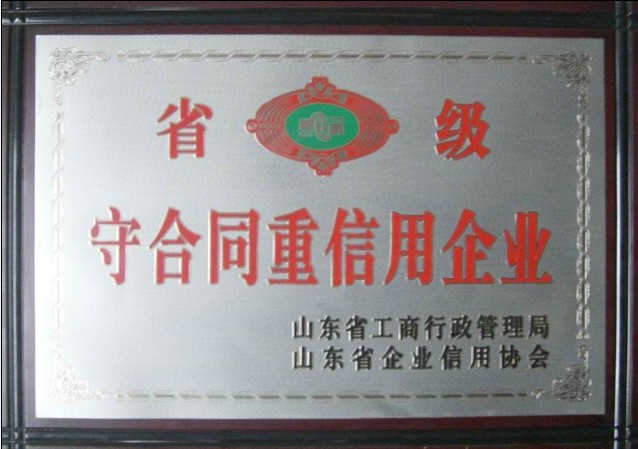 省 级
守合同重信用企业
山东省工商行政管理局
山东省企业信用协会